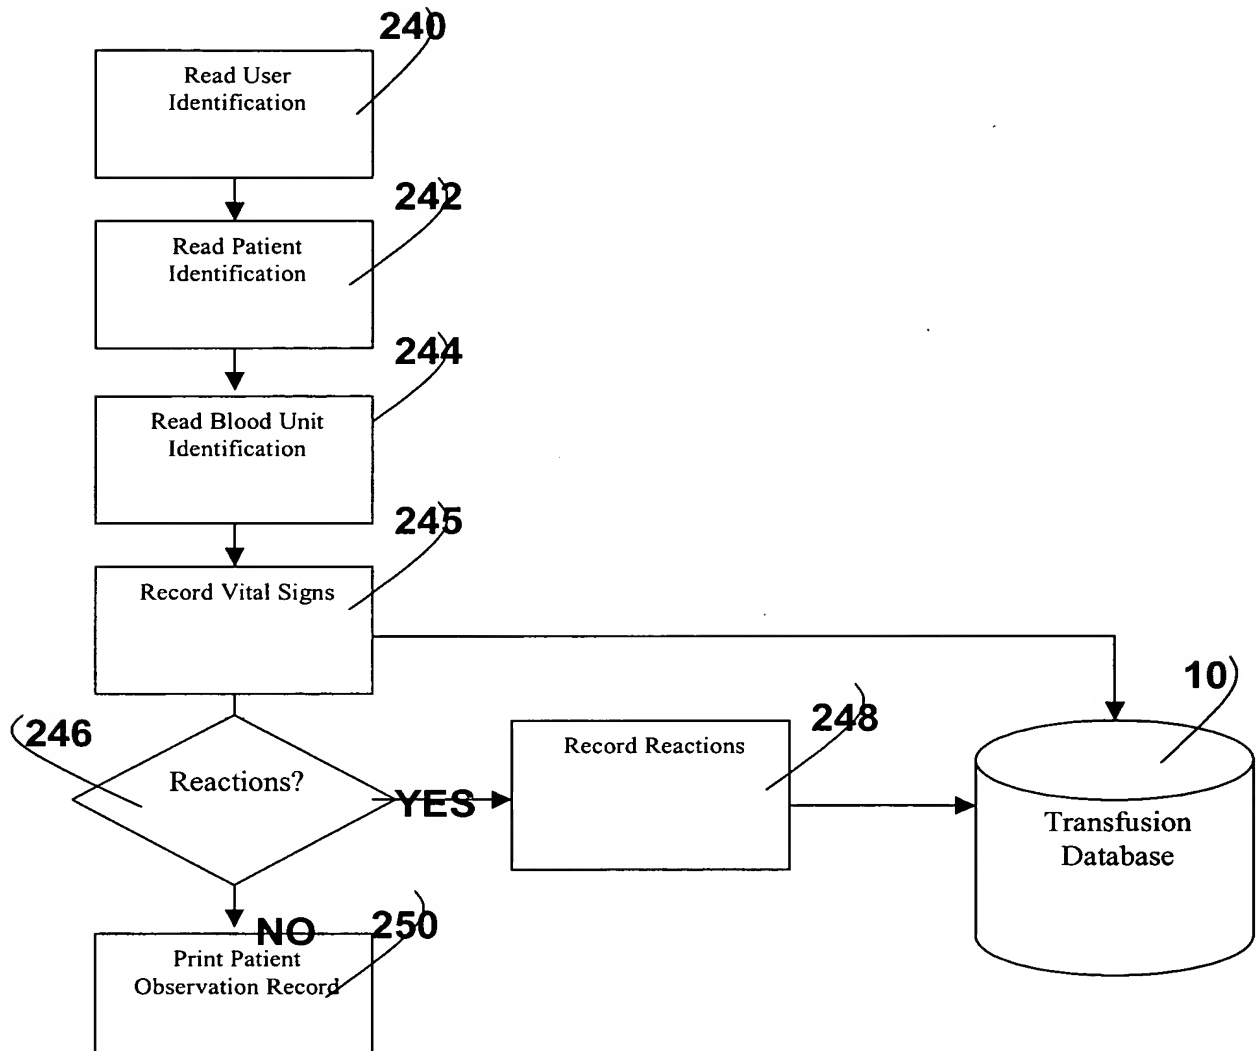 240
Read User
Identification
242
Read Patient
Identification
244
Read Blood Unit
Identification
245
Record Vital Signs
246
Reactions?
YES
248
Record Reactions
10
Transfusion
Database
NO
250
Print Patient
Observation Record